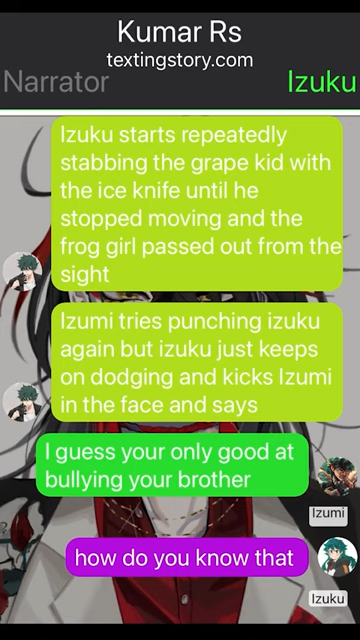 Kumar Rs
textingstory.com
Narrator
Izuku
Izuku starts repeatedly
stabbing the grape kid with
the ice knife until he
stopped moving and the
frog girl passed out from the
sight
Izumi tries punching izuku
again but izuku just keeps
on dodging and kicks Izumi
in the face and says
I guess your only good at
bullying your brother
Izumi
how do you know that
Izuku